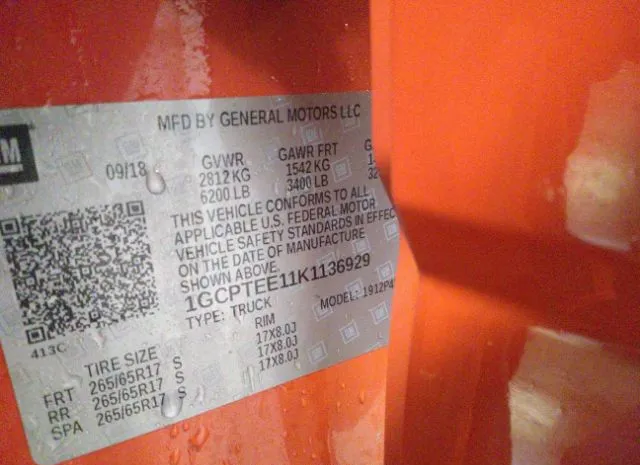 GM
MFD BY GENERAL MOTORS LLC
09/18 GVWR GAWR FRT
2812 KG 1542 KG
6200 LB 3400 LB
THIS VEHICLE CONFORMS TO ALL
APPLICABLE U.S. FEDERAL MOTOR
VEHICLE SAFETY STANDARDS IN EFFEC
ON THE DATE OF MANUFACTURE
SHOWN ABOVE.
1GCPTEE11K1136929
TYPE: TRUCK MODEL: 1912P4
413C
TIRE SIZE RIM
FRT 265/65R17 S 17X8.0J
RR 265/65R17 S 17X8.0J
SPA 265/65R17 S 17X8.0J